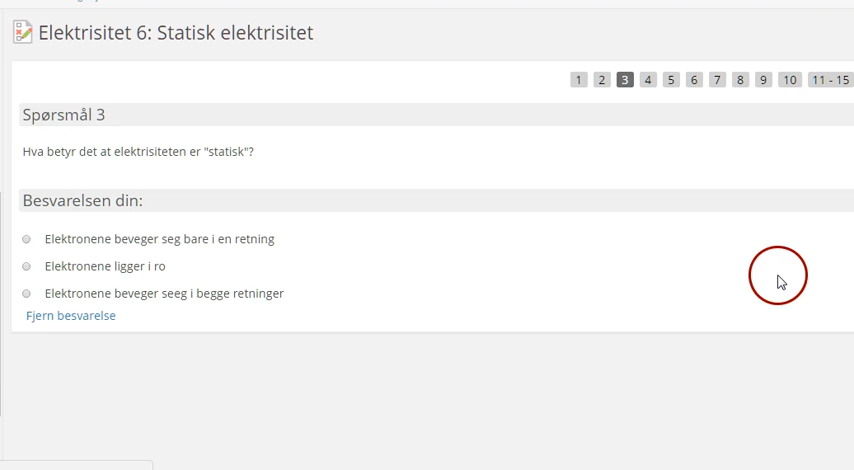 Elektrisitet 6: Statisk elektrisitet
1 2 3 4 5 6 7 8 9 10 11 - 15
Spørsmål 3
Hva betyr det at elektrisiteten er "statisk"?
Besvarelsen din:
Elektronene beveger seg bare i en retning
Elektronene ligger i ro
Elektronene beveger seeg i begge retninger
Fjern besvarelse